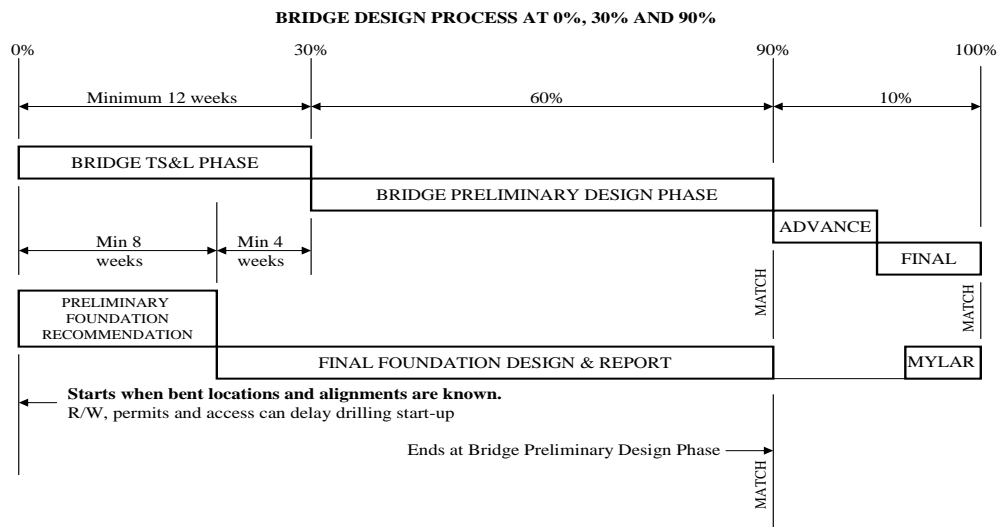 BRIDGE DESIGN PROCESS AT 0%, 30% AND 90%
0%
30%
90%
100%
Minimum 12 weeks
60%
10%
BRIDGE TS&L PHASE
BRIDGE PRELIMINARY DESIGN PHASE
ADVANCE
FINAL
Min 8
weeks
Min 4
weeks
MATCH
MATCH
PRELIMINARY
FOUNDATION
RECOMMENDATION
FINAL FOUNDATION DESIGN & REPORT
MYLAR
Starts when bent locations and alignments are known.
R/W, permits and access can delay drilling start-up
Ends at Bridge Preliminary Design Phase
MATCH